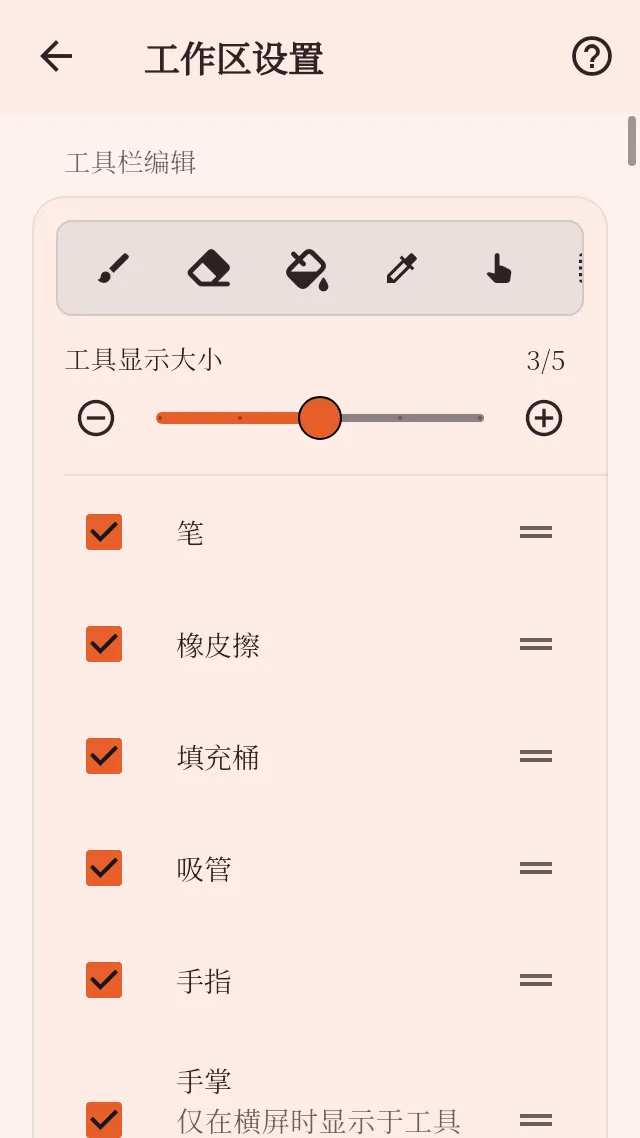 工作区设置
工具栏编辑
工具显示大小
3/5
笔
橡皮擦
填充桶
吸管
手指
手掌
仅在横屏时显示于工具